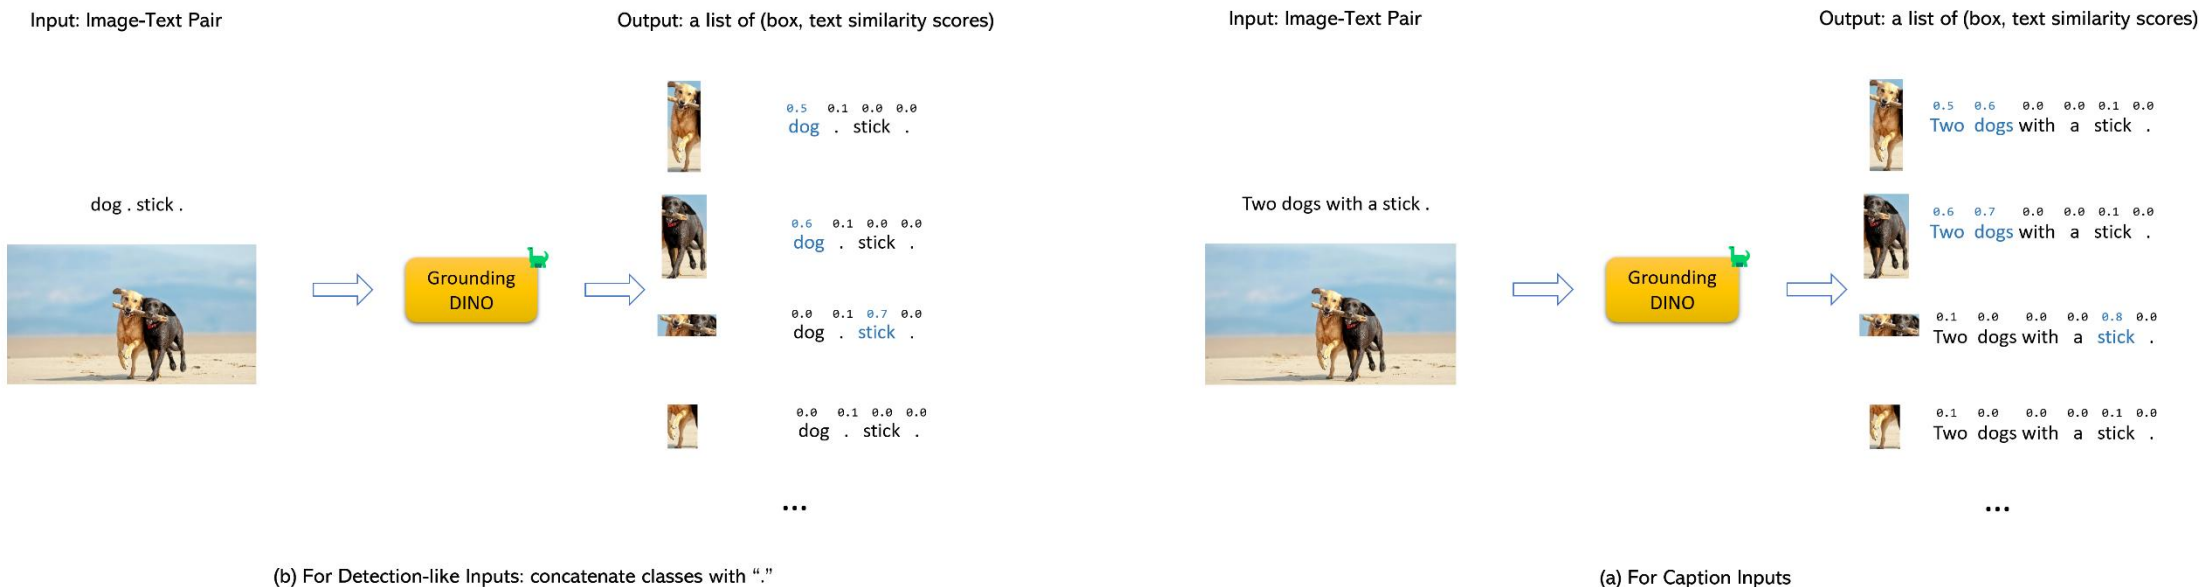 Input: Image-Text Pair
Output: a list of (box, text similarity scores)
0.5 0.1 0.0 0.0
dog . stick .
dog . stick .
0.6 0.1 0.0 0.0
dog . stick .
Grounding
DINO
0.0 0.1 0.7 0.0
dog . stick .
0.0 0.1 0.0 0.0
dog . stick .
...
(b) For Detection-like Inputs: concatenate classes with “.”
Input: Image-Text Pair
Output: a list of (box, text similarity scores)
0.5 0.6 0.0 0.0 0.1 0.0
Two dogs with a stick .
Two dogs with a stick .
0.6 0.7 0.0 0.0 0.1 0.0
Two dogs with a stick .
Grounding
DINO
0.1 0.0 0.0 0.0 0.8 0.0
Two dogs with a stick .
0.1 0.0 0.0 0.0 0.1 0.0
Two dogs with a stick .
...
(a) For Caption Inputs